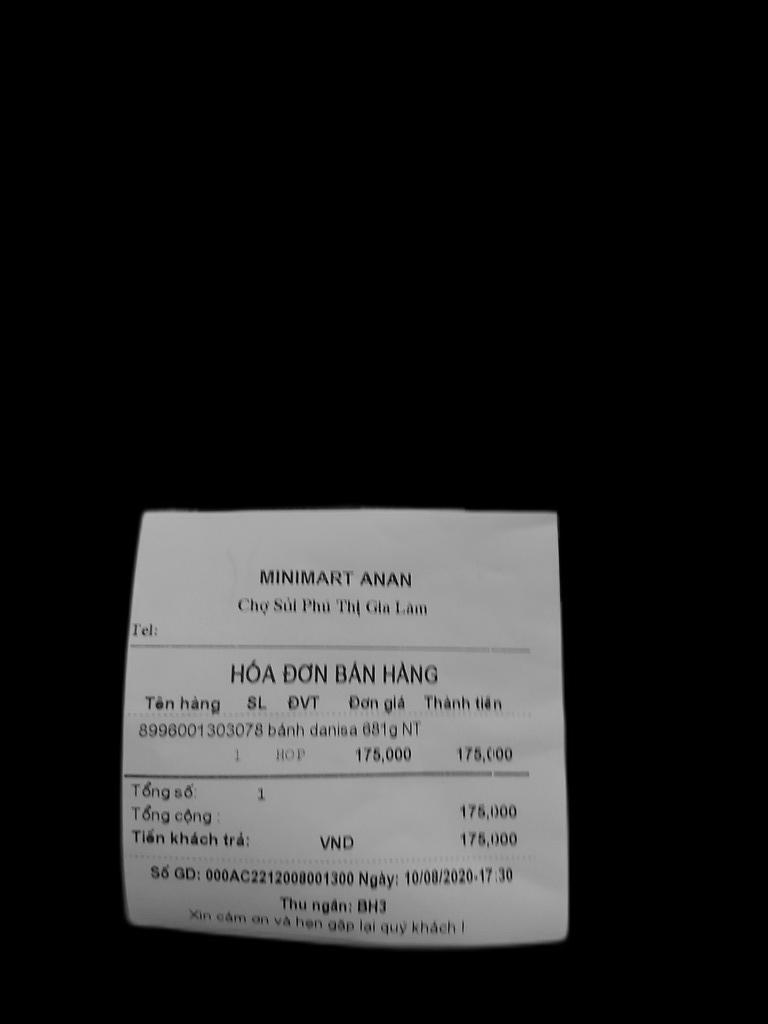 MINIMART ANAN
Chợ Sủi Phú Thị Gia Lâm
Tel:
HÓA ĐƠN BÁN HÀNG
Tên hàng SL ĐVT Đơn giá Thành tiền
8996001303078 bánh danisa 681g NT
1 HOP 175,000 175,000
Tổng số: 1
Tổng cộng : 175,000
Tiền khách trả: VND 175,000
Số GD: 000AC2212008001300 Ngày: 10/08/2020-17:30
Thu ngân: BH3
Xin cảm ơn và hẹn gặp lại quý khách !